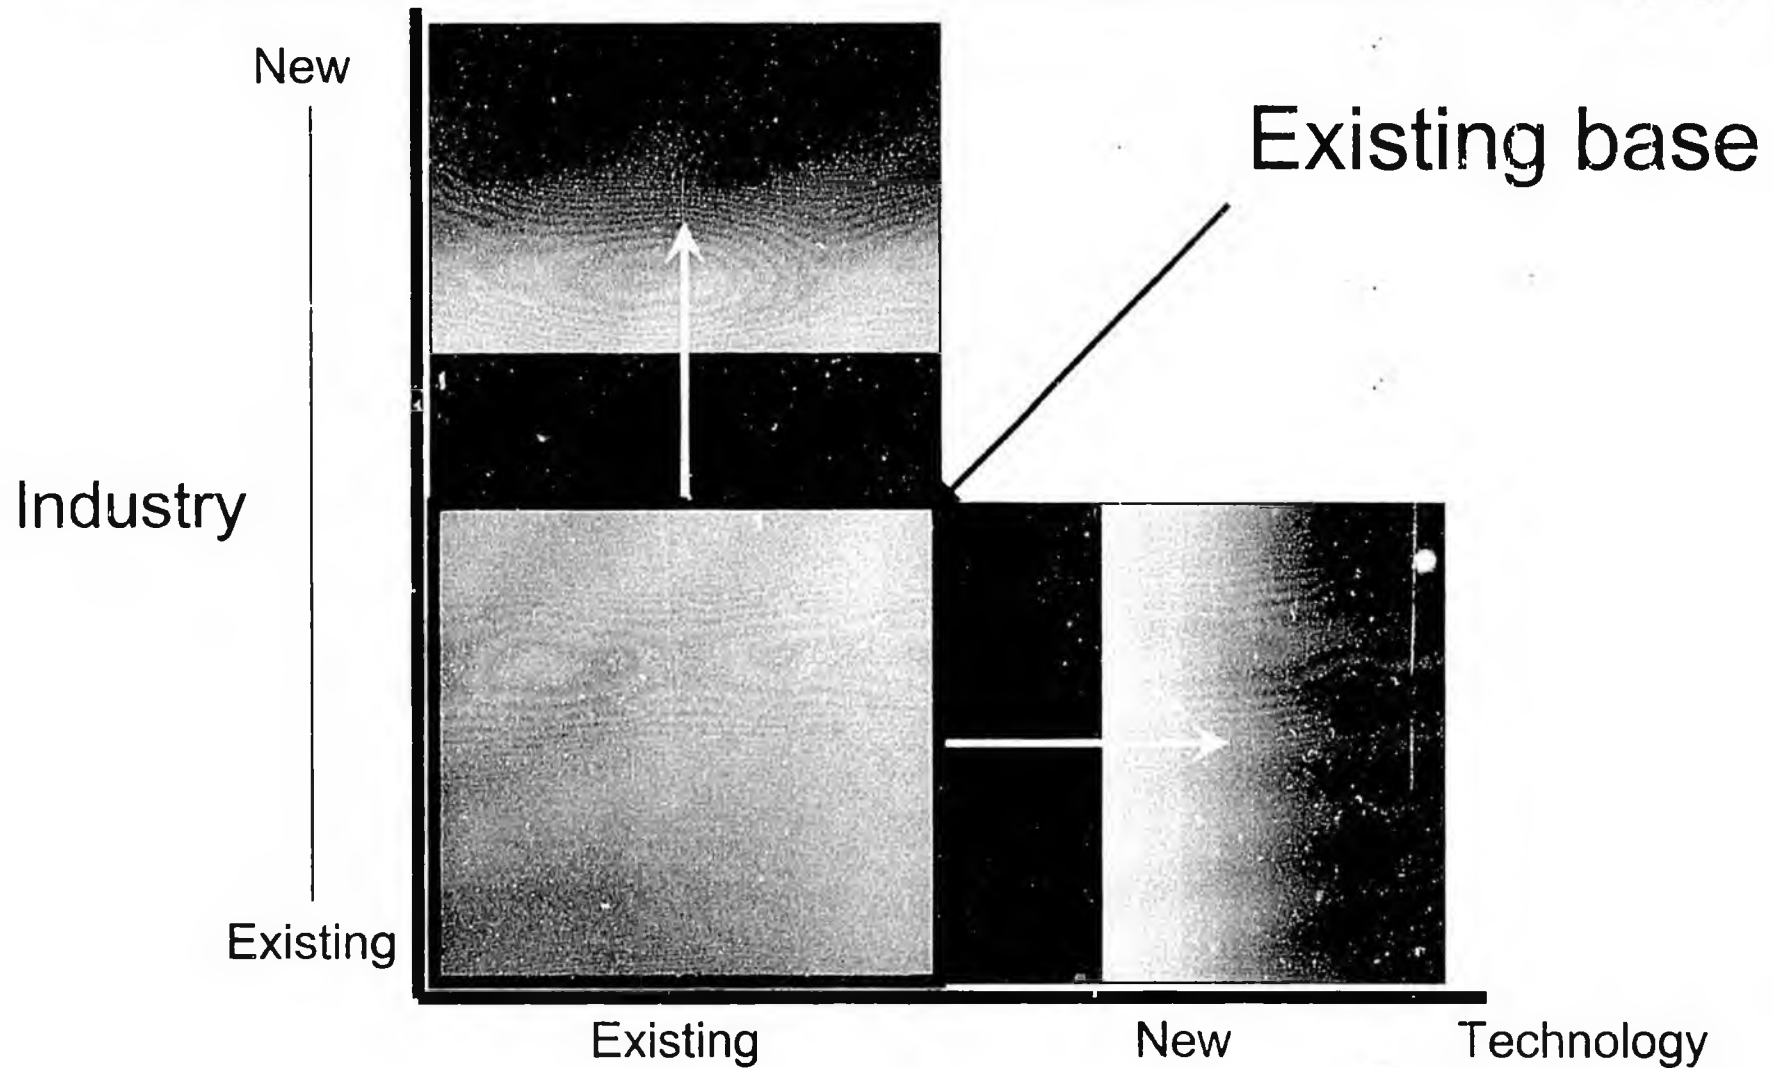 New
Existing base
Industry
Existing
Existing
New
Technology